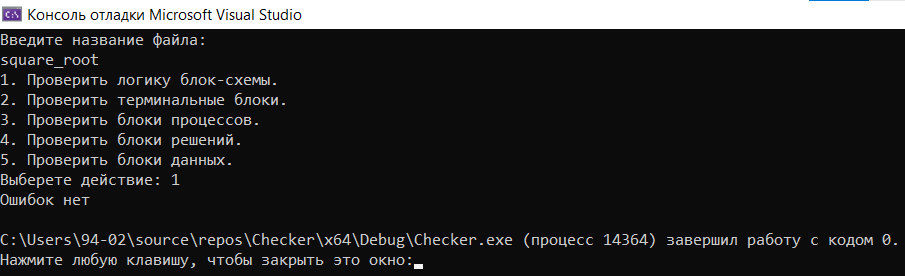 Консоль отладки Microsoft Visual Studio
Введите название файла:
square_root
1. Проверить логику блок-схемы.
2. Проверить терминальные блоки.
3. Проверить блоки процессов.
4. Проверить блоки решений.
5. Проверить блоки данных.
Выберете действие: 1
Ошибок нет
C:\Users\94-02\source\repos\Checker\x64\Debug\Checker.exe (процесс 14364) завершил работу с кодом 0.
Нажмите любую клавишу, чтобы закрыть это окно: